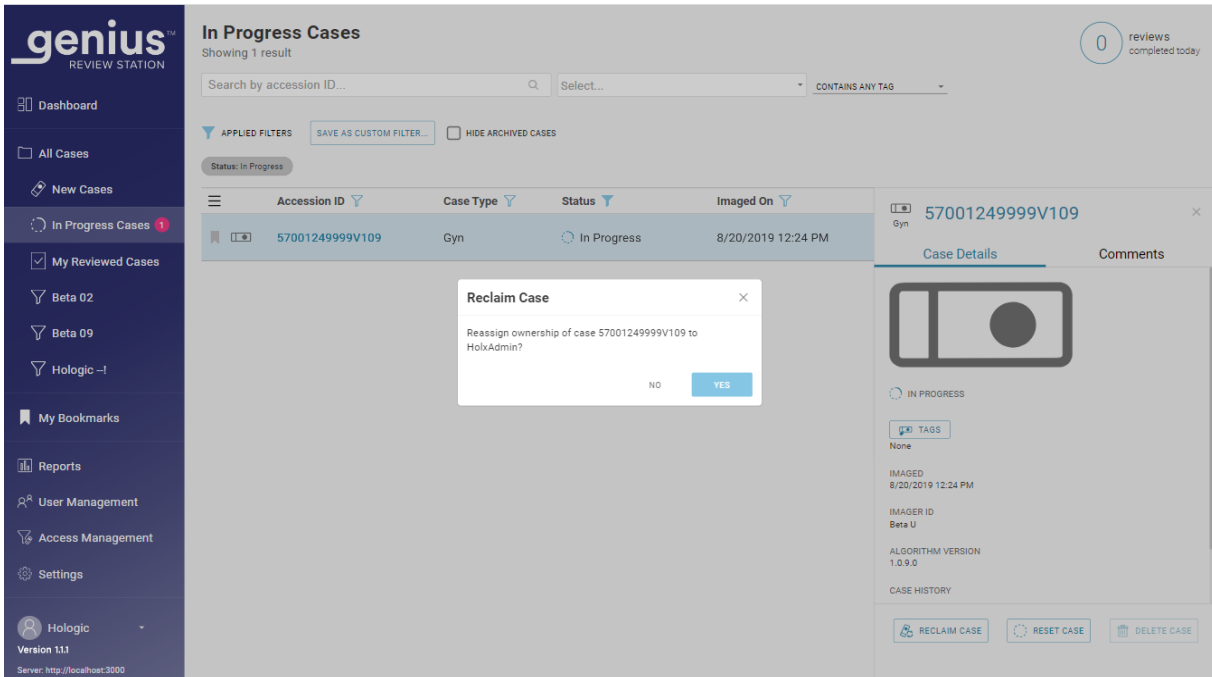 genius™
REVIEW STATION
Dashboard
All Cases
New Cases
In Progress Cases 1
My Reviewed Cases
Beta 02
Beta 09
Hologic –!
My Bookmarks
Reports
User Management
Access Management
Settings
Hologic
Version 1.1.1
Server: http://localhost:3000
In Progress Cases
Showing 1 result
0 reviews
completed today
Search by accession ID... Select... CONTAINS ANY TAG
APPLIED FILTERS SAVE AS CUSTOM FILTER... HIDE ARCHIVED CASES
Status: In Progress
Accession ID Case Type Status Imaged On
57001249999V109 Gyn In Progress 8/20/2019 12:24 PM
Reclaim Case
Reassign ownership of case 57001249999V109 to
HolxAdmin?
NO YES
57001249999V109
Gyn
Case Details Comments
IN PROGRESS
TAGS
None
IMAGED
8/20/2019 12:24 PM
IMAGER ID
Beta U
ALGORITHM VERSION
1.0.9.0
CASE HISTORY
RECLAIM CASE RESET CASE DELETE CASE